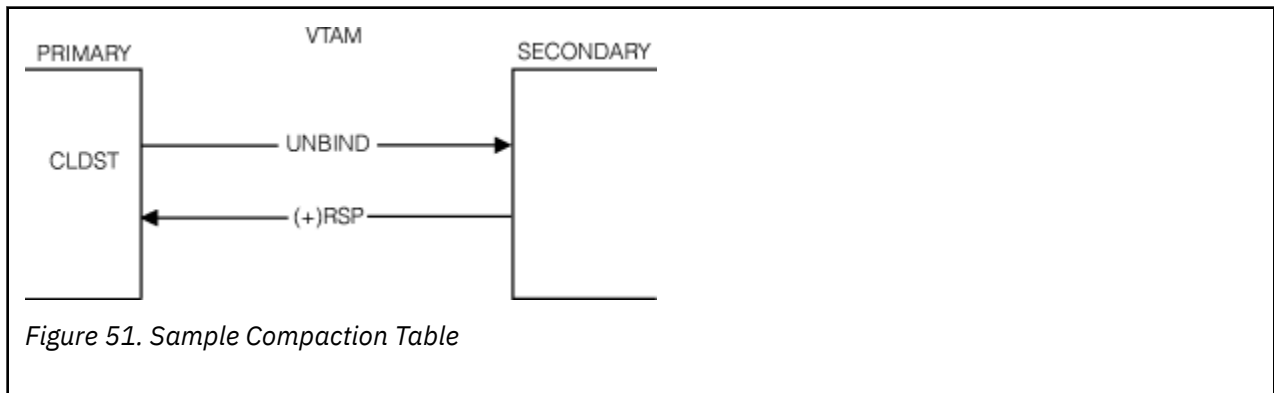 VTAM
PRIMARY
SECONDARY
UNBIND
CLDST
(+)RSP
Figure 51. Sample Compaction Table